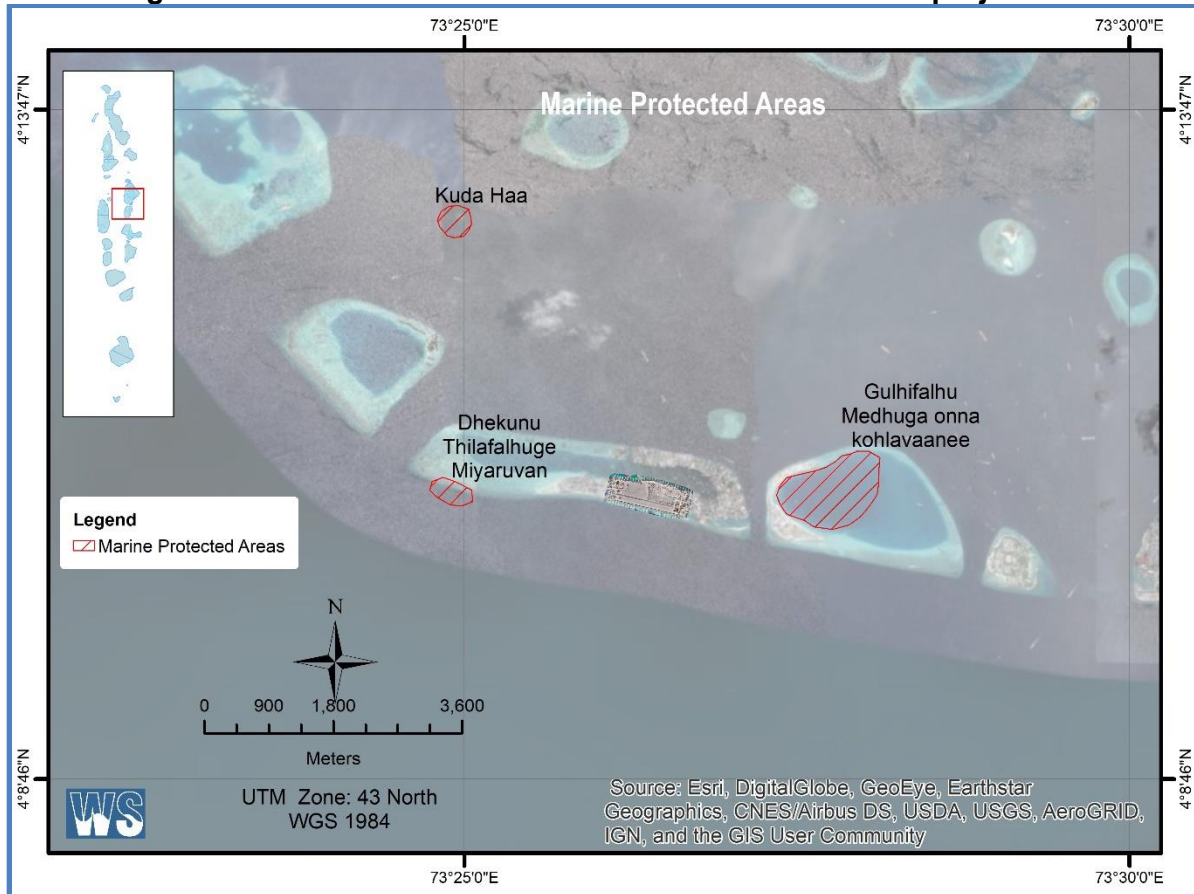 73°25'0"E
73°30'0"E
4°13'47"N
4°13'47"N
Marine Protected Areas
Kuda Haa
Gulhifalhu
Medhuga onna
kohlavaanee
Dhekunu
Thilafalhuge
Miyaruvan
Legend
Marine Protected Areas
N
0 900 1,800 3,600
Meters
4°8'46"N
4°8'46"N
WS
UTM Zone: 43 North
WGS 1984
Source: Esri, DigitalGlobe, GeoEye, Earthstar
Geographics, CNES/Airbus DS, USDA, USGS, AeroGRID,
IGN, and the GIS User Community
73°25'0"E
73°30'0"E